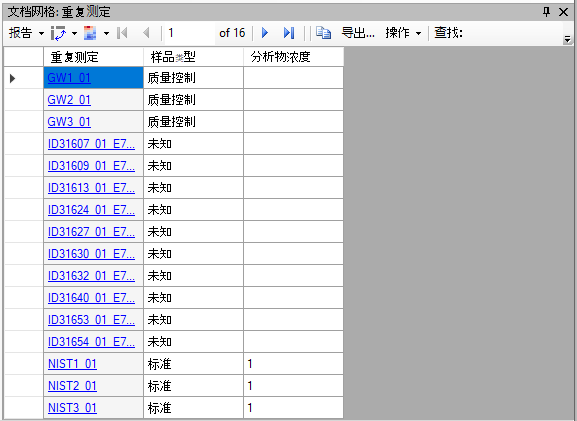 文档网格: 重复测定
报告 1 of 16 导出... 操作 查找:
重复测定 样品类型 分析物浓度
GW1_01 质量控制
GW2_01 质量控制
GW3_01 质量控制
ID31607_01_E7... 未知
ID31609_01_E7... 未知
ID31613_01_E7... 未知
ID31624_01_E7... 未知
ID31627_01_E7... 未知
ID31630_01_E7... 未知
ID31632_01_E7... 未知
ID31640_01_E7... 未知
ID31653_01_E7... 未知
ID31654_01_E7... 未知
NIST1_01 标准 1
NIST2_01 标准 1
NIST3_01 标准 1